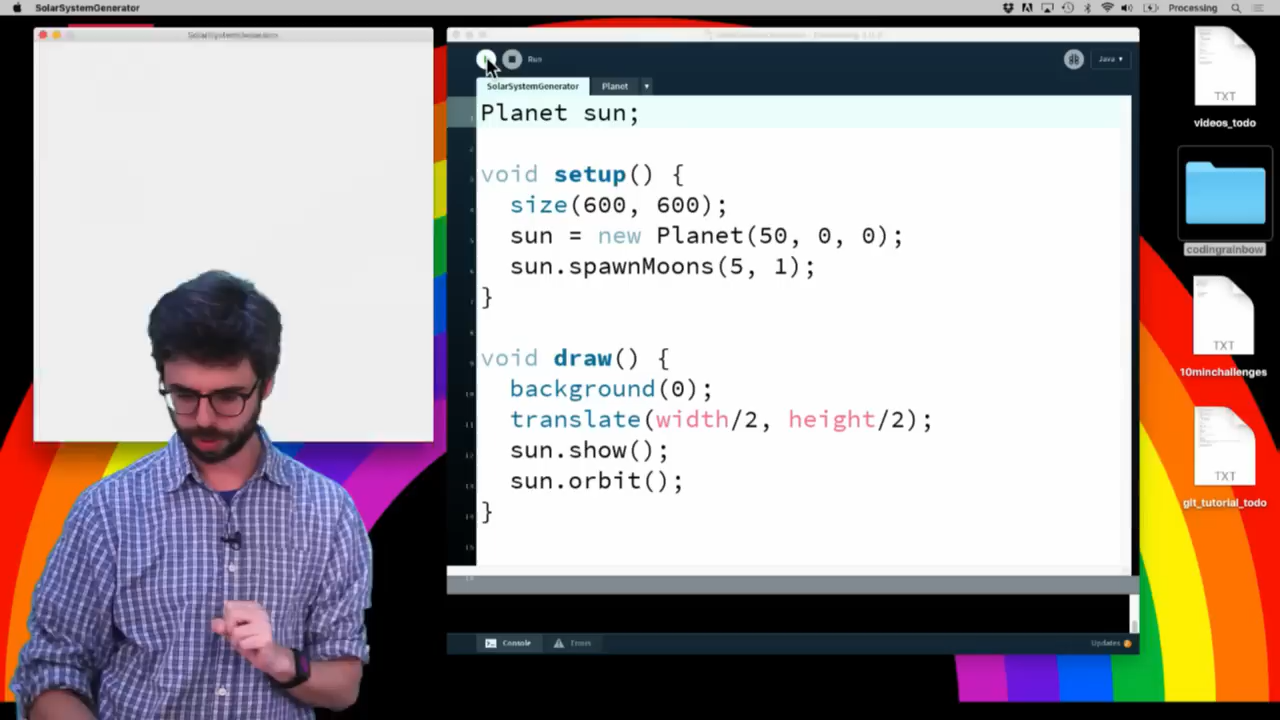 SolarSystemGenerator
Processing
Run
Java ▾
SolarSystemGenerator
Planet
Planet sun;
void setup() {
size(600, 600);
sun = new Planet(50, 0, 0);
sun.spawnMoons(5, 1);
}
void draw() {
background(0);
translate(width/2, height/2);
sun.show();
sun.orbit();
}
Console
Errors
Updates
TXT
videos_todo
codingrainbow
TXT
10minchallenges
TXT
git_tutorial_todo